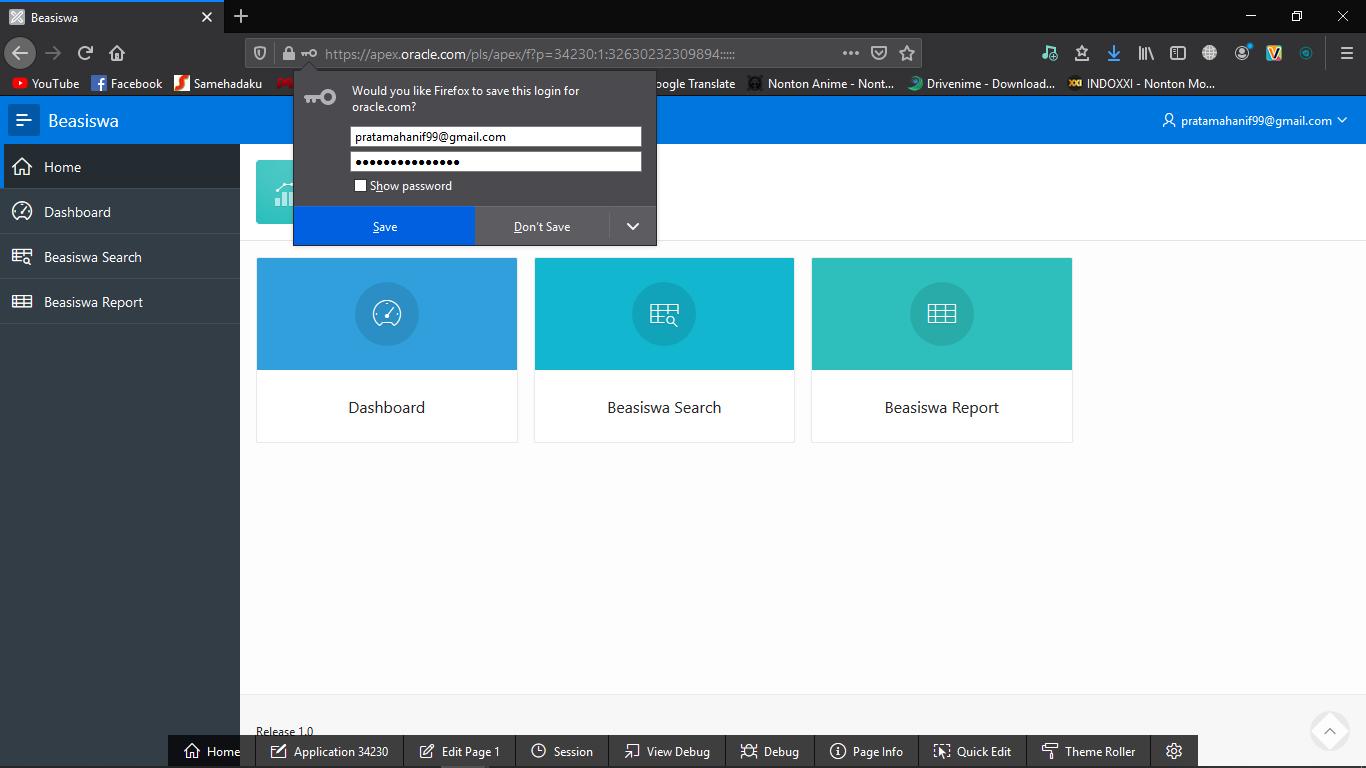 Beasiswa
https://apex.oracle.com/pls/apex/f?p=34230:1:32630232309894:::::
YouTube
Facebook
Samehadaku
oogle Translate
Nonton Anime - Nont...
Drivenime - Download...
INDOXXI - Nonton Mo...
Would you like Firefox to save this login for
oracle.com?
pratamahanif99@gmail.com
●●●●●●●●●●●●●●●
Show password
Save
Don't Save
Beasiswa
pratamahanif99@gmail.com
Home
Dashboard
Beasiswa Search
Beasiswa Report
Dashboard
Beasiswa Search
Beasiswa Report
Release 1.0
Home
Application 34230
Edit Page 1
Session
View Debug
Debug
Page Info
Quick Edit
Theme Roller